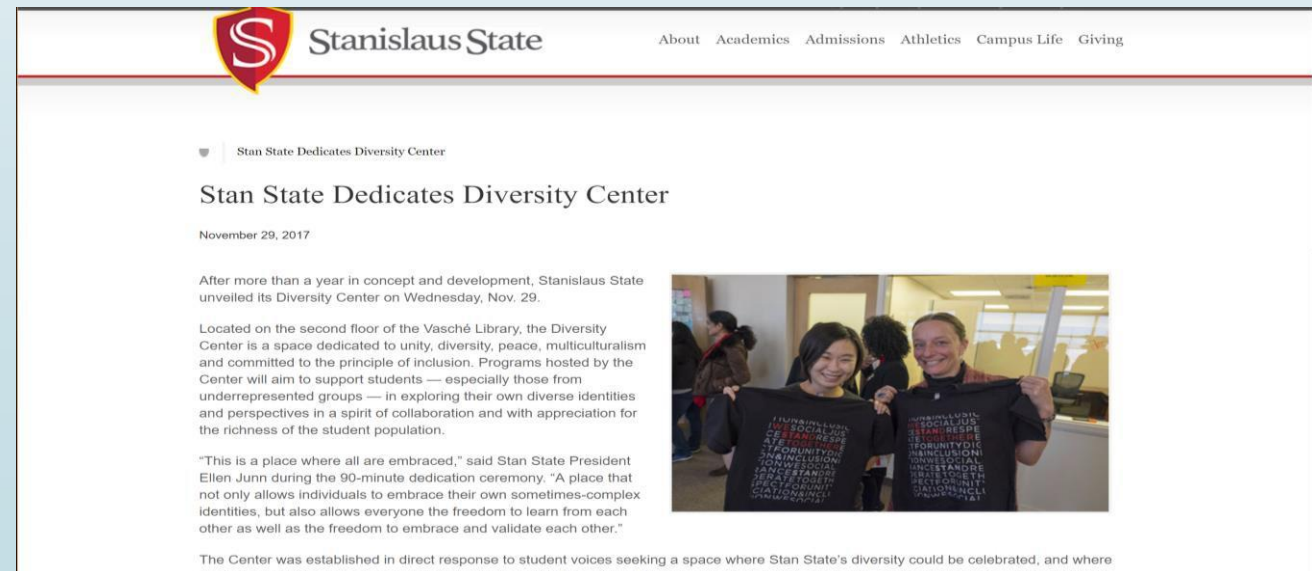 Stanislaus State
About Academics Admissions Athletics Campus Life Giving
Stan State Dedicates Diversity Center
Stan State Dedicates Diversity Center
November 29, 2017
After more than a year in concept and development, Stanislaus State
unveiled its Diversity Center on Wednesday, Nov. 29.
Located on the second floor of the Vasché Library, the Diversity
Center is a space dedicated to unity, diversity, peace, multiculturalism
and committed to the principle of inclusion. Programs hosted by the
Center will aim to support students — especially those from
underrepresented groups — in exploring their own diverse identities
and perspectives in a spirit of collaboration and with appreciation for
the richness of the student population.
“This is a place where all are embraced,” said Stan State President
Ellen Junn during the 90-minute dedication ceremony. “A place that
not only allows individuals to embrace their own sometimes-complex
identities, but also allows everyone the freedom to learn from each
other as well as the freedom to embrace and validate each other.”
The Center was established in direct response to student voices seeking a space where Stan State’s diversity could be celebrated, and where